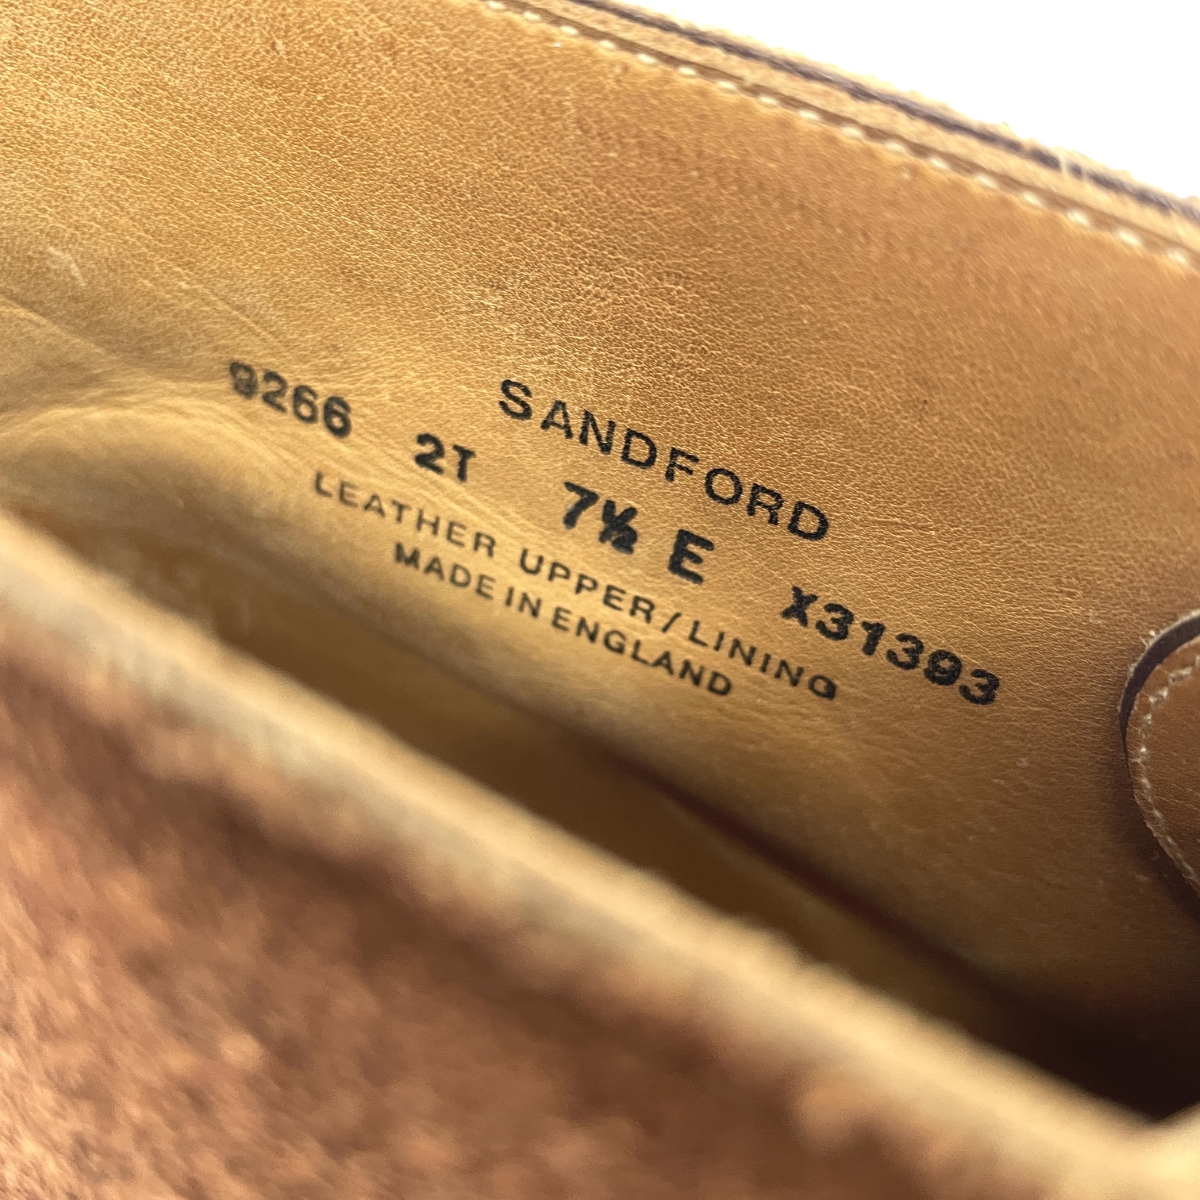 SANDFORD
9266 2T 7½ E X31393
LEATHER UPPER/LINING
MADE IN ENGLAND